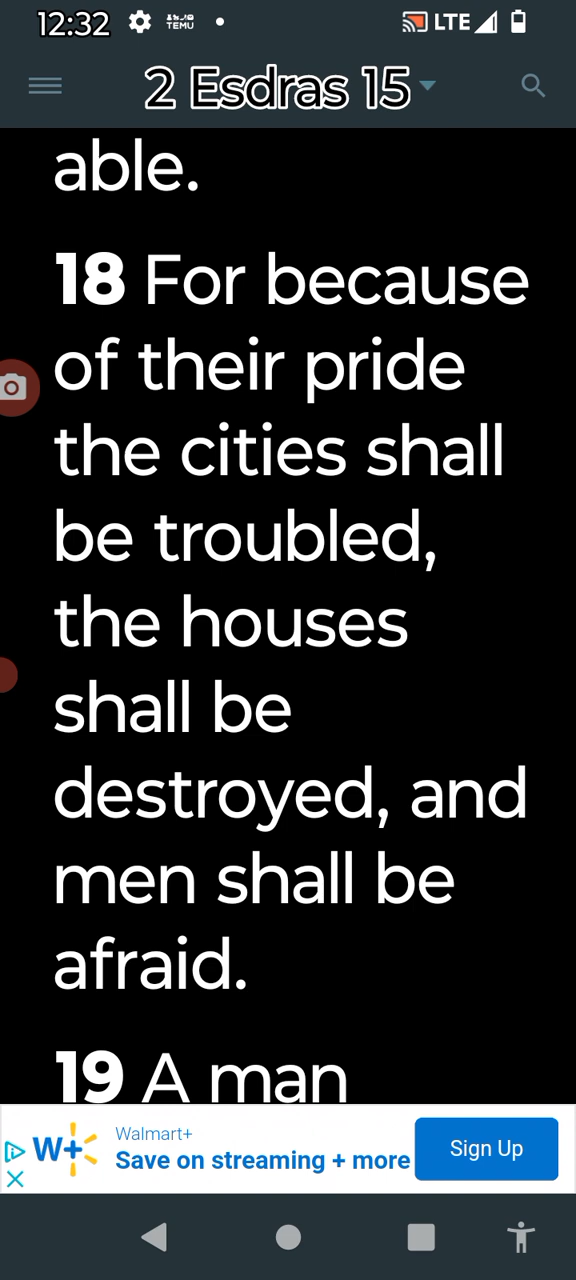 12:32
TEMU
LTE
2 Esdras 15
able.
18 For because
of their pride
the cities shall
be troubled,
the houses
shall be
destroyed, and
men shall be
afraid.
19 A man
W+
Walmart+
Save on streaming + more
Sign Up